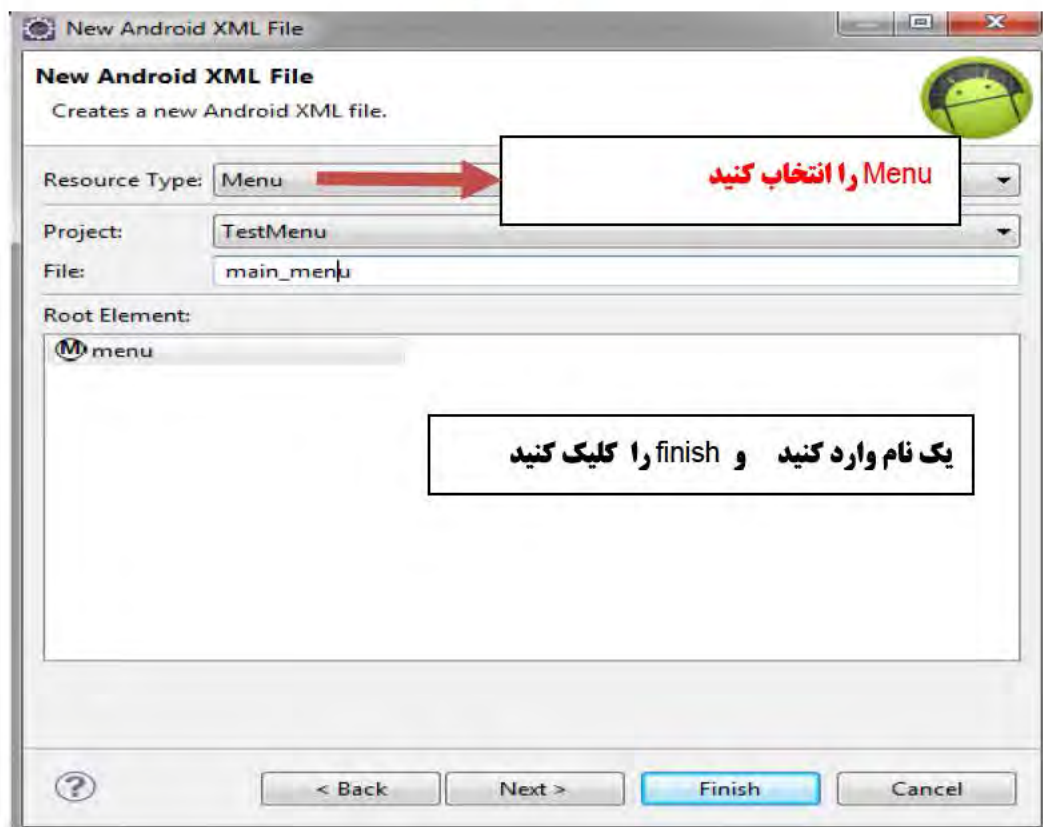 New Android XML File
New Android XML File
Creates a new Android XML file.
Resource Type: Menu
Menu را انتخاب کنید
Project: TestMenu
File: main_menu
Root Element:
M menu
یک نام وارد کنید و finish را کلیک کنید
? < Back Next > Finish Cancel